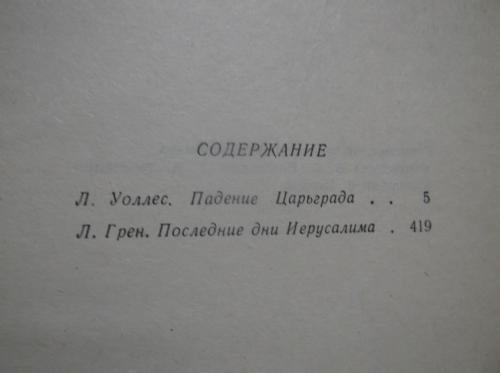 СОДЕРЖАНИЕ
Л. Уоллес. Падение Царьграда . . 5
Л. Грен. Последние дни Иерусалима . 419